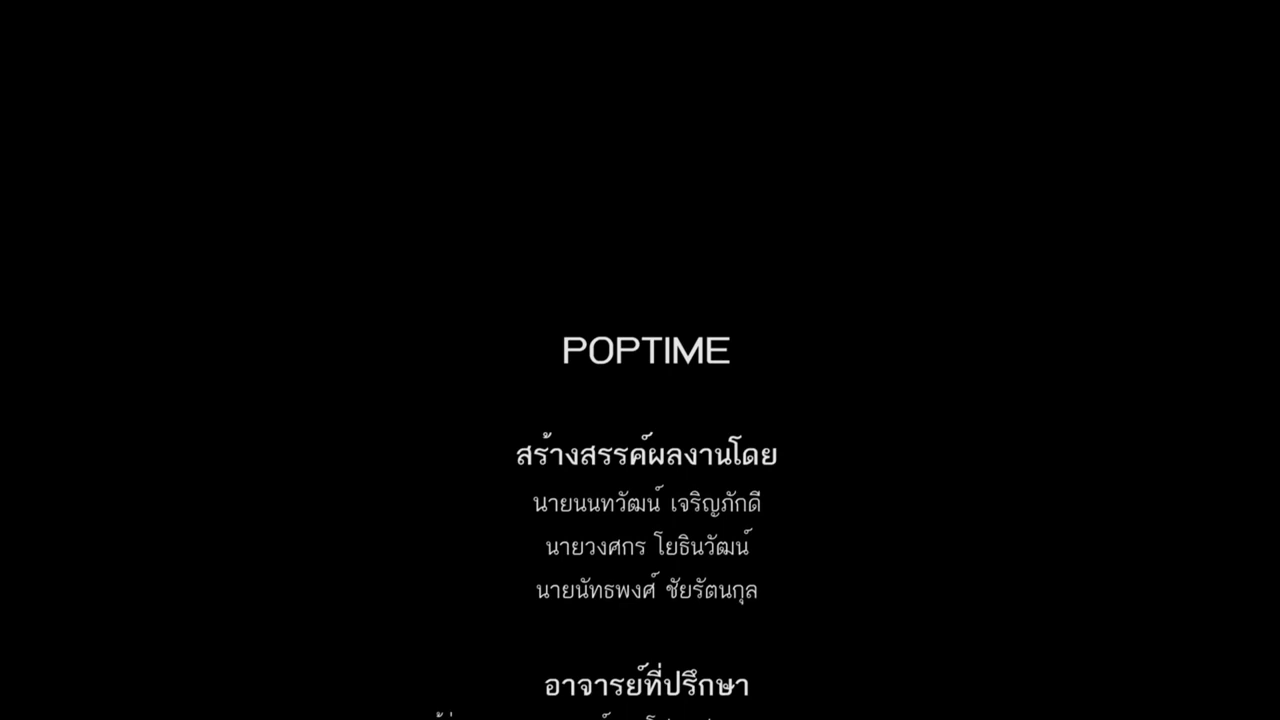 POPTIME
สร้างสรรค์ผลงานโดย
นายนนทวัฒน์ เจริญภักดี
นายวงศกร โยธินวัฒน์
นายนัทธพงศ์ ชัยรัตนกุล
อาจารย์ที่ปรึกษา